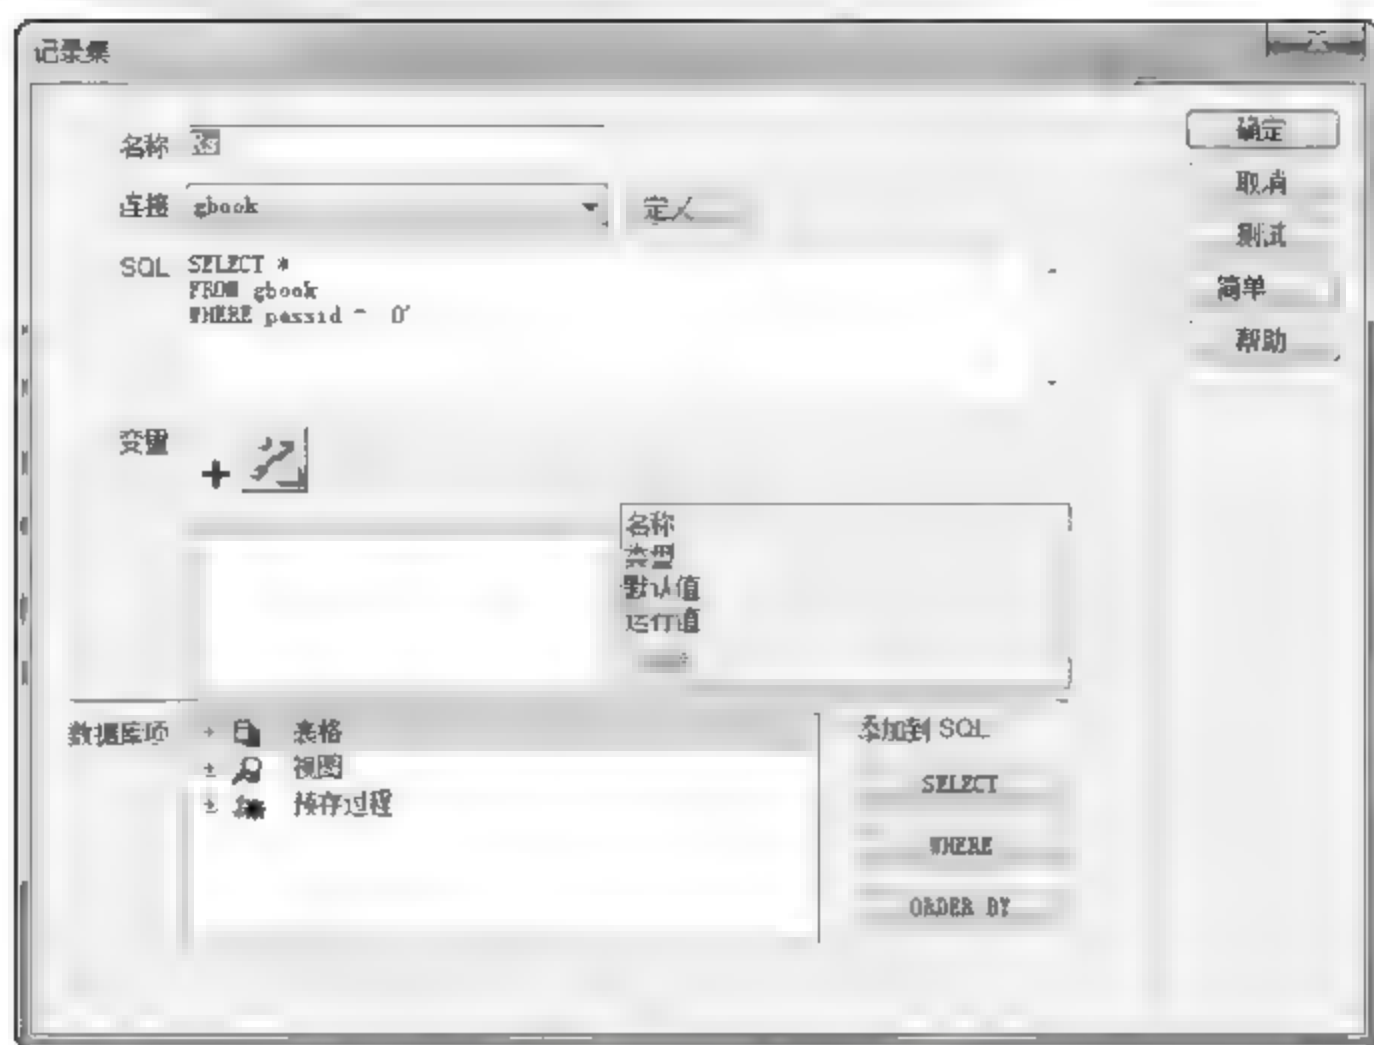 记录集
名称 Rs
连接 gbook 定义
SQL SELECT *
FROM gbook
WHERE passid = 0'
变量
名称
类型
默认值
运行值
数据库项
表格
视图
预存过程
添加到 SQL
SELECT
WHERE
ORDER BY
确定
取消
测试
简单
帮助